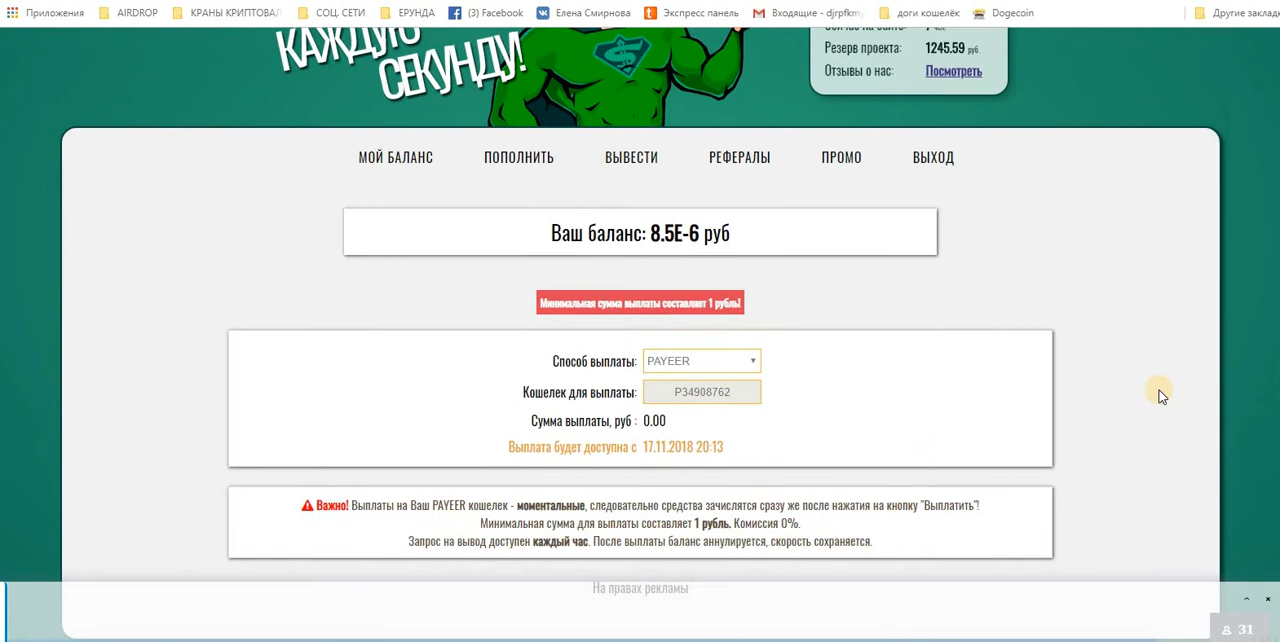 Приложения AIRDROP КРАНЫ КРИПТОВАЛ СОЦ. СЕТИ ЕРУНДА (3) Facebook Елена Смирнова Экспресс панель Входящие - djrpfkm доги кошелёк Dogecoin Другие заклад
КАЖДУЮ
СЕКУНДУ!
Резерв проекта: 1245.59 руб.
Отзывы о нас: Посмотреть
МОЙ БАЛАНС ПОПОЛНИТЬ ВЫВЕСТИ РЕФЕРАЛЫ ПРОМО ВЫХОД
Ваш баланс: 8.5E-6 руб
Минимальная сумма выплаты составляет 1 рубль!
Способ выплаты: PAYEER
Кошелек для выплаты: P34908762
Сумма выплаты, руб : 0.00
Выплата будет доступна с 17.11.2018 20:13
Важно! Выплаты на Ваш PAYEER кошелек - моментальные, следовательно средства зачислятся сразу же после нажатия на кнопку "Выплатить"!
Минимальная сумма для выплаты составляет 1 рубль. Комиссия 0%.
Запрос на вывод доступен каждый час. После выплаты баланс аннулируется, скорость сохраняется.
На правах рекламы
31